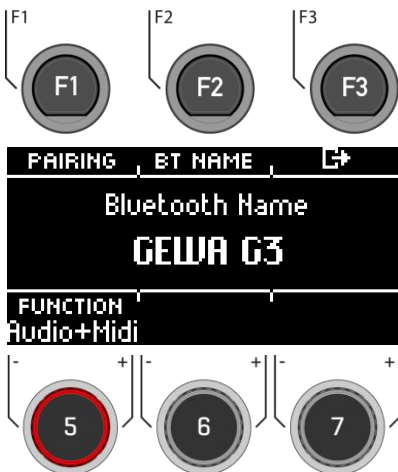 F1 F2 F3
F1 F2 F3
PAIRING BT NAME
Bluetooth Name
GEWA G3
FUNCTION
Audio+Midi
- + - + - +
5 6 7